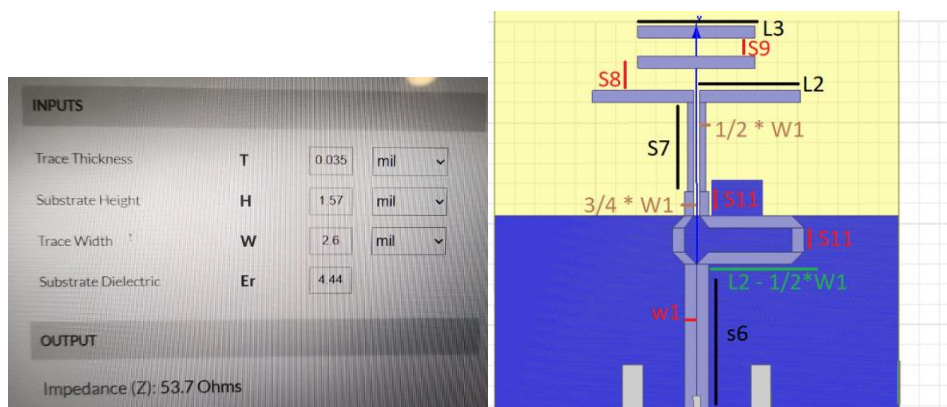 INPUTS
Trace Thickness T 0.035 mil
Substrate Height H 1.57 mil
Trace Width W 2.6 mil
Substrate Dielectric Er 4.44
OUTPUT
Impedance (Z): 53.7 Ohms
L3
S9
S8
L2
1/2 * W1
S7
3/4 * W1
S11
S11
L2 - 1/2*W1
w1
s6